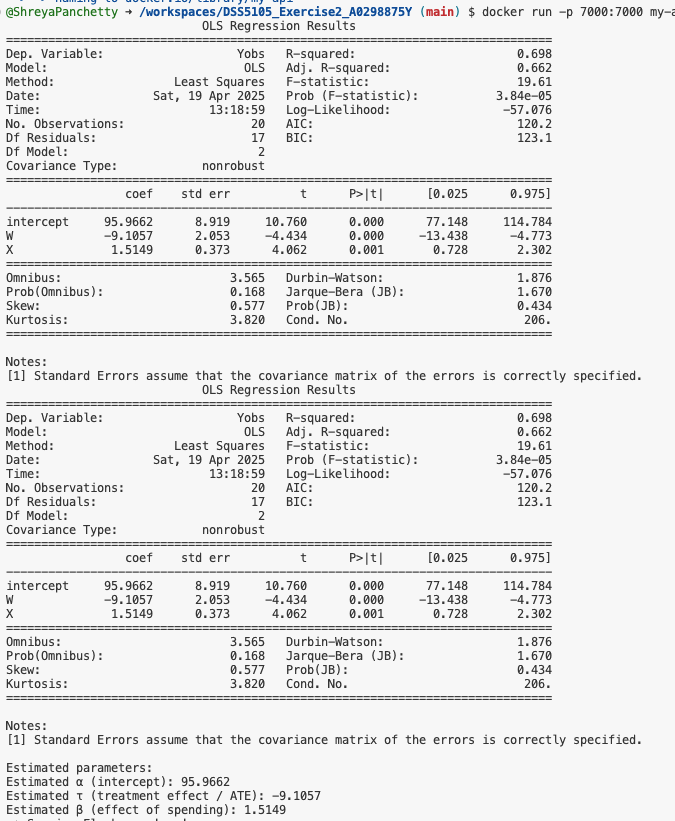 naming to docker.io/library/my-api
@ShreyaPanchetty → /workspaces/DSS5105_Exercise2_A0298875Y (main) $ docker run -p 7000:7000 my-a
OLS Regression Results
==============================================================================
Dep. Variable: Yobs R-squared: 0.698
Model: OLS Adj. R-squared: 0.662
Method: Least Squares F-statistic: 19.61
Date: Sat, 19 Apr 2025 Prob (F-statistic): 3.84e-05
Time: 13:18:59 Log-Likelihood: -57.076
No. Observations: 20 AIC: 120.2
Df Residuals: 17 BIC: 123.1
Df Model: 2
Covariance Type: nonrobust
==============================================================================
coef std err t P>|t| [0.025 0.975]
------------------------------------------------------------------------------
intercept 95.9662 8.919 10.760 0.000 77.148 114.784
W -9.1057 2.053 -4.434 0.000 -13.438 -4.773
X 1.5149 0.373 4.062 0.001 0.728 2.302
==============================================================================
Omnibus: 3.565 Durbin-Watson: 1.876
Prob(Omnibus): 0.168 Jarque-Bera (JB): 1.670
Skew: 0.577 Prob(JB): 0.434
Kurtosis: 3.820 Cond. No. 206.
==============================================================================
Notes:
[1] Standard Errors assume that the covariance matrix of the errors is correctly specified.
OLS Regression Results
==============================================================================
Dep. Variable: Yobs R-squared: 0.698
Model: OLS Adj. R-squared: 0.662
Method: Least Squares F-statistic: 19.61
Date: Sat, 19 Apr 2025 Prob (F-statistic): 3.84e-05
Time: 13:18:59 Log-Likelihood: -57.076
No. Observations: 20 AIC: 120.2
Df Residuals: 17 BIC: 123.1
Df Model: 2
Covariance Type: nonrobust
==============================================================================
coef std err t P>|t| [0.025 0.975]
------------------------------------------------------------------------------
intercept 95.9662 8.919 10.760 0.000 77.148 114.784
W -9.1057 2.053 -4.434 0.000 -13.438 -4.773
X 1.5149 0.373 4.062 0.001 0.728 2.302
==============================================================================
Omnibus: 3.565 Durbin-Watson: 1.876
Prob(Omnibus): 0.168 Jarque-Bera (JB): 1.670
Skew: 0.577 Prob(JB): 0.434
Kurtosis: 3.820 Cond. No. 206.
==============================================================================
Notes:
[1] Standard Errors assume that the covariance matrix of the errors is correctly specified.
Estimated parameters:
Estimated α (intercept): 95.9662
Estimated τ (treatment effect / ATE): -9.1057
Estimated β (effect of spending): 1.5149